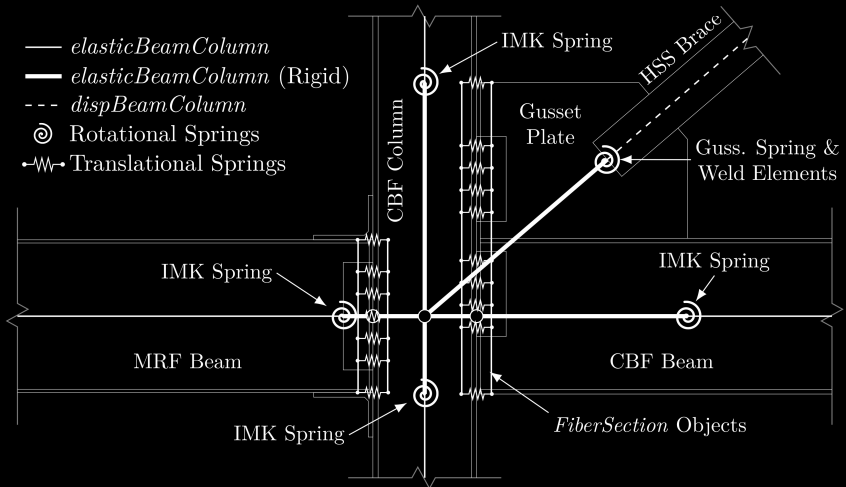 elasticBeamColumn
elasticBeamColumn (Rigid)
dispBeamColumn
Rotational Springs
Translational Springs
CBF Column
IMK Spring
HSS Brace
Gusset
Plate
Guss. Spring &
Weld Elements
IMK Spring
IMK Spring
MRF Beam
CBF Beam
IMK Spring
FiberSection Objects